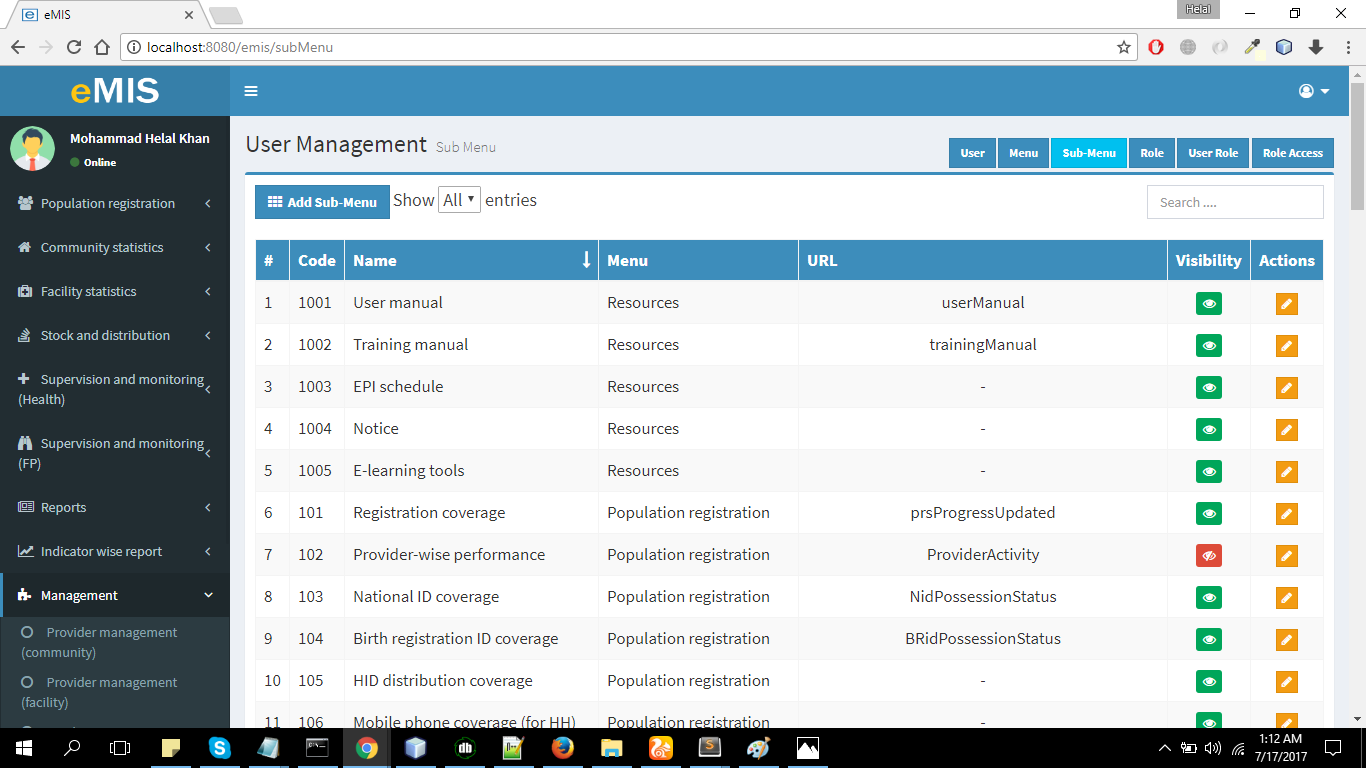 eMIS
Helal
localhost:8080/emis/subMenu
eMIS
Mohammad Helal Khan
Online
Population registration
Community statistics
Facility statistics
Stock and distribution
Supervision and monitoring
(Health)
Supervision and monitoring
(FP)
Reports
Indicator wise report
Management
Provider management
(community)
Provider management
(facility)
User Management Sub Menu
User Menu Sub-Menu Role User Role Role Access
Add Sub-Menu Show All entries Search ....
# Code Name Menu URL Visibility Actions
1 1001 User manual Resources userManual
2 1002 Training manual Resources trainingManual
3 1003 EPI schedule Resources -
4 1004 Notice Resources -
5 1005 E-learning tools Resources -
6 101 Registration coverage Population registration prsProgressUpdated
7 102 Provider-wise performance Population registration ProviderActivity
8 103 National ID coverage Population registration NidPossessionStatus
9 104 Birth registration ID coverage Population registration BRidPossessionStatus
10 105 HID distribution coverage Population registration -
11 106 Mobile phone coverage (for HH) Population registration -
1:12 AM
7/17/2017